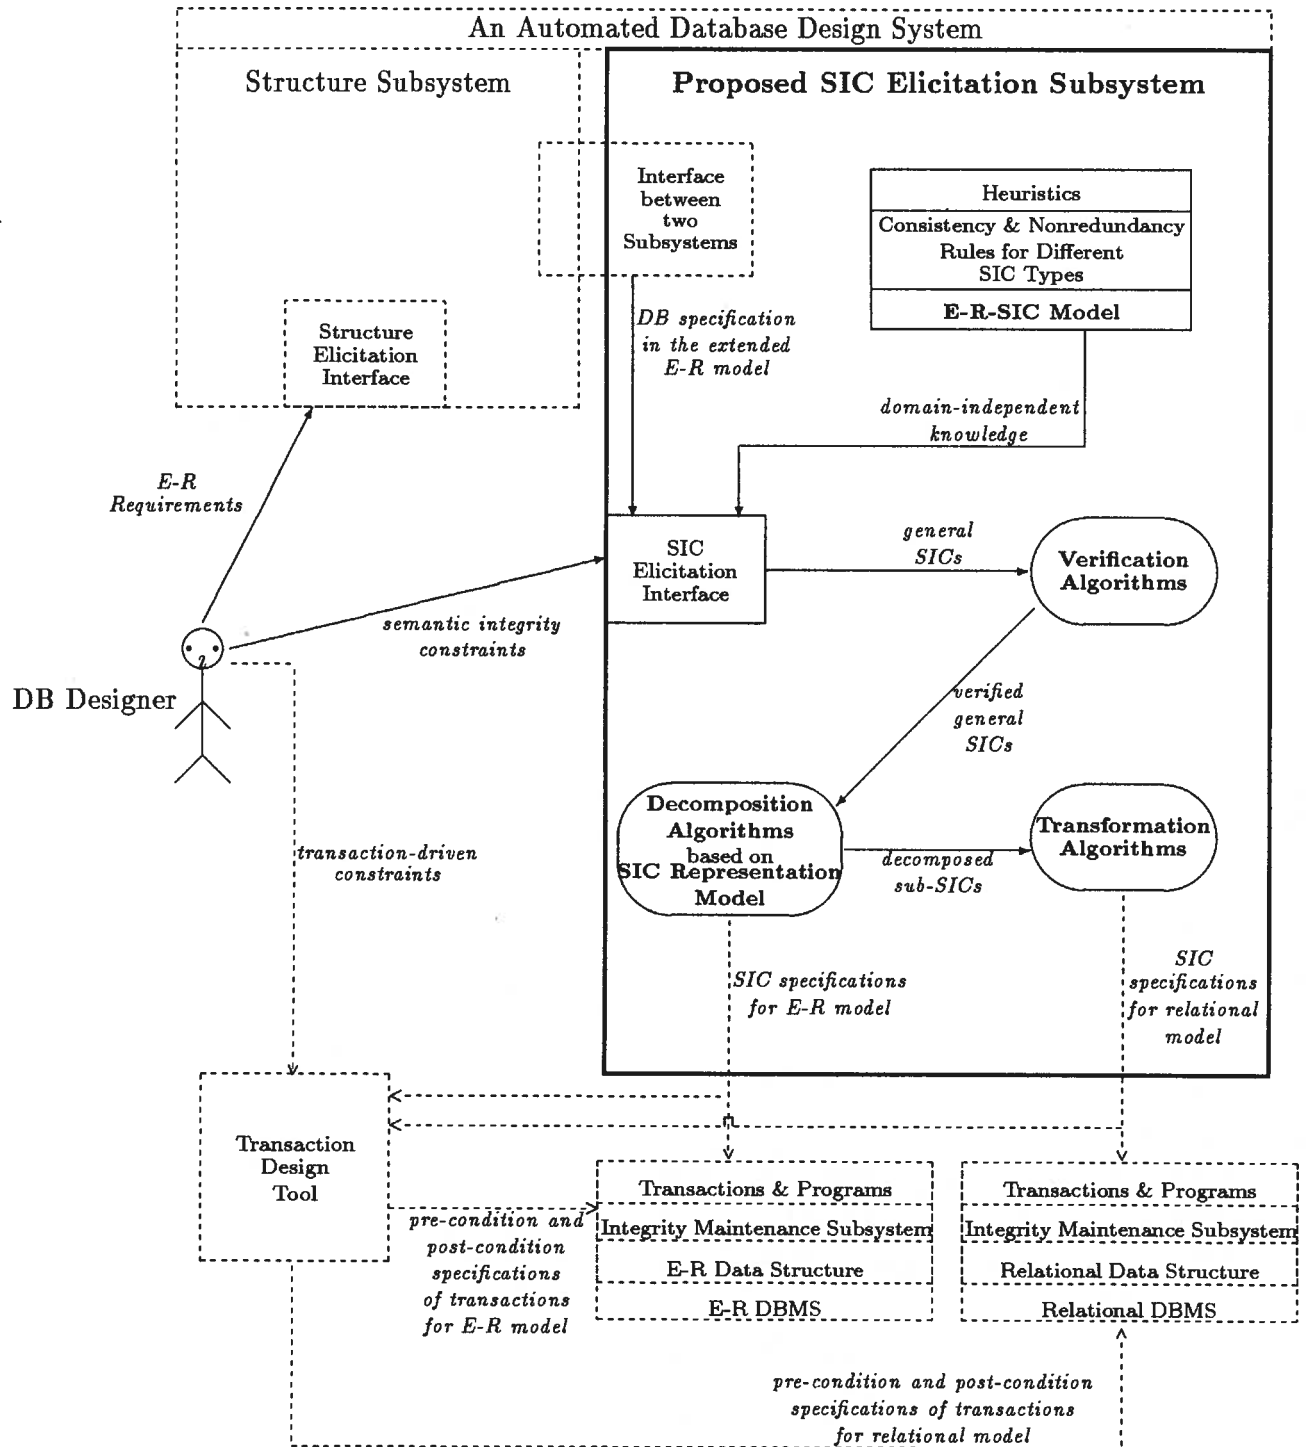 An Automated Database Design System
Structure Subsystem
Proposed SIC Elicitation Subsystem
Interface
between
two
Subsystems
Heuristics
Consistency & Nonredundancy
Rules for Different
SIC Types
E-R-SIC Model
Structure
Elicitation
Interface
DB specification
in the extended
E-R model
domain-independent
knowledge
E-R
Requirements
SIC
Elicitation
Interface
general
SICs
Verification
Algorithms
semantic integrity
constraints
DB Designer
verified
general
SICs
Decomposition
Algorithms
based on
SIC Representation
Model
decomposed
sub-SICs
Transformation
Algorithms
transaction-driven
constraints
SIC specifications
for E-R model
SIC
specifications
for relational
model
Transaction
Design
Tool
pre-condition and
post-condition
specifications
of transactions
for E-R model
Transactions & Programs
Integrity Maintenance Subsystem
E-R Data Structure
E-R DBMS
Transactions & Programs
Integrity Maintenance Subsystem
Relational Data Structure
Relational DBMS
pre-condition and post-condition
specifications of transactions
for relational model